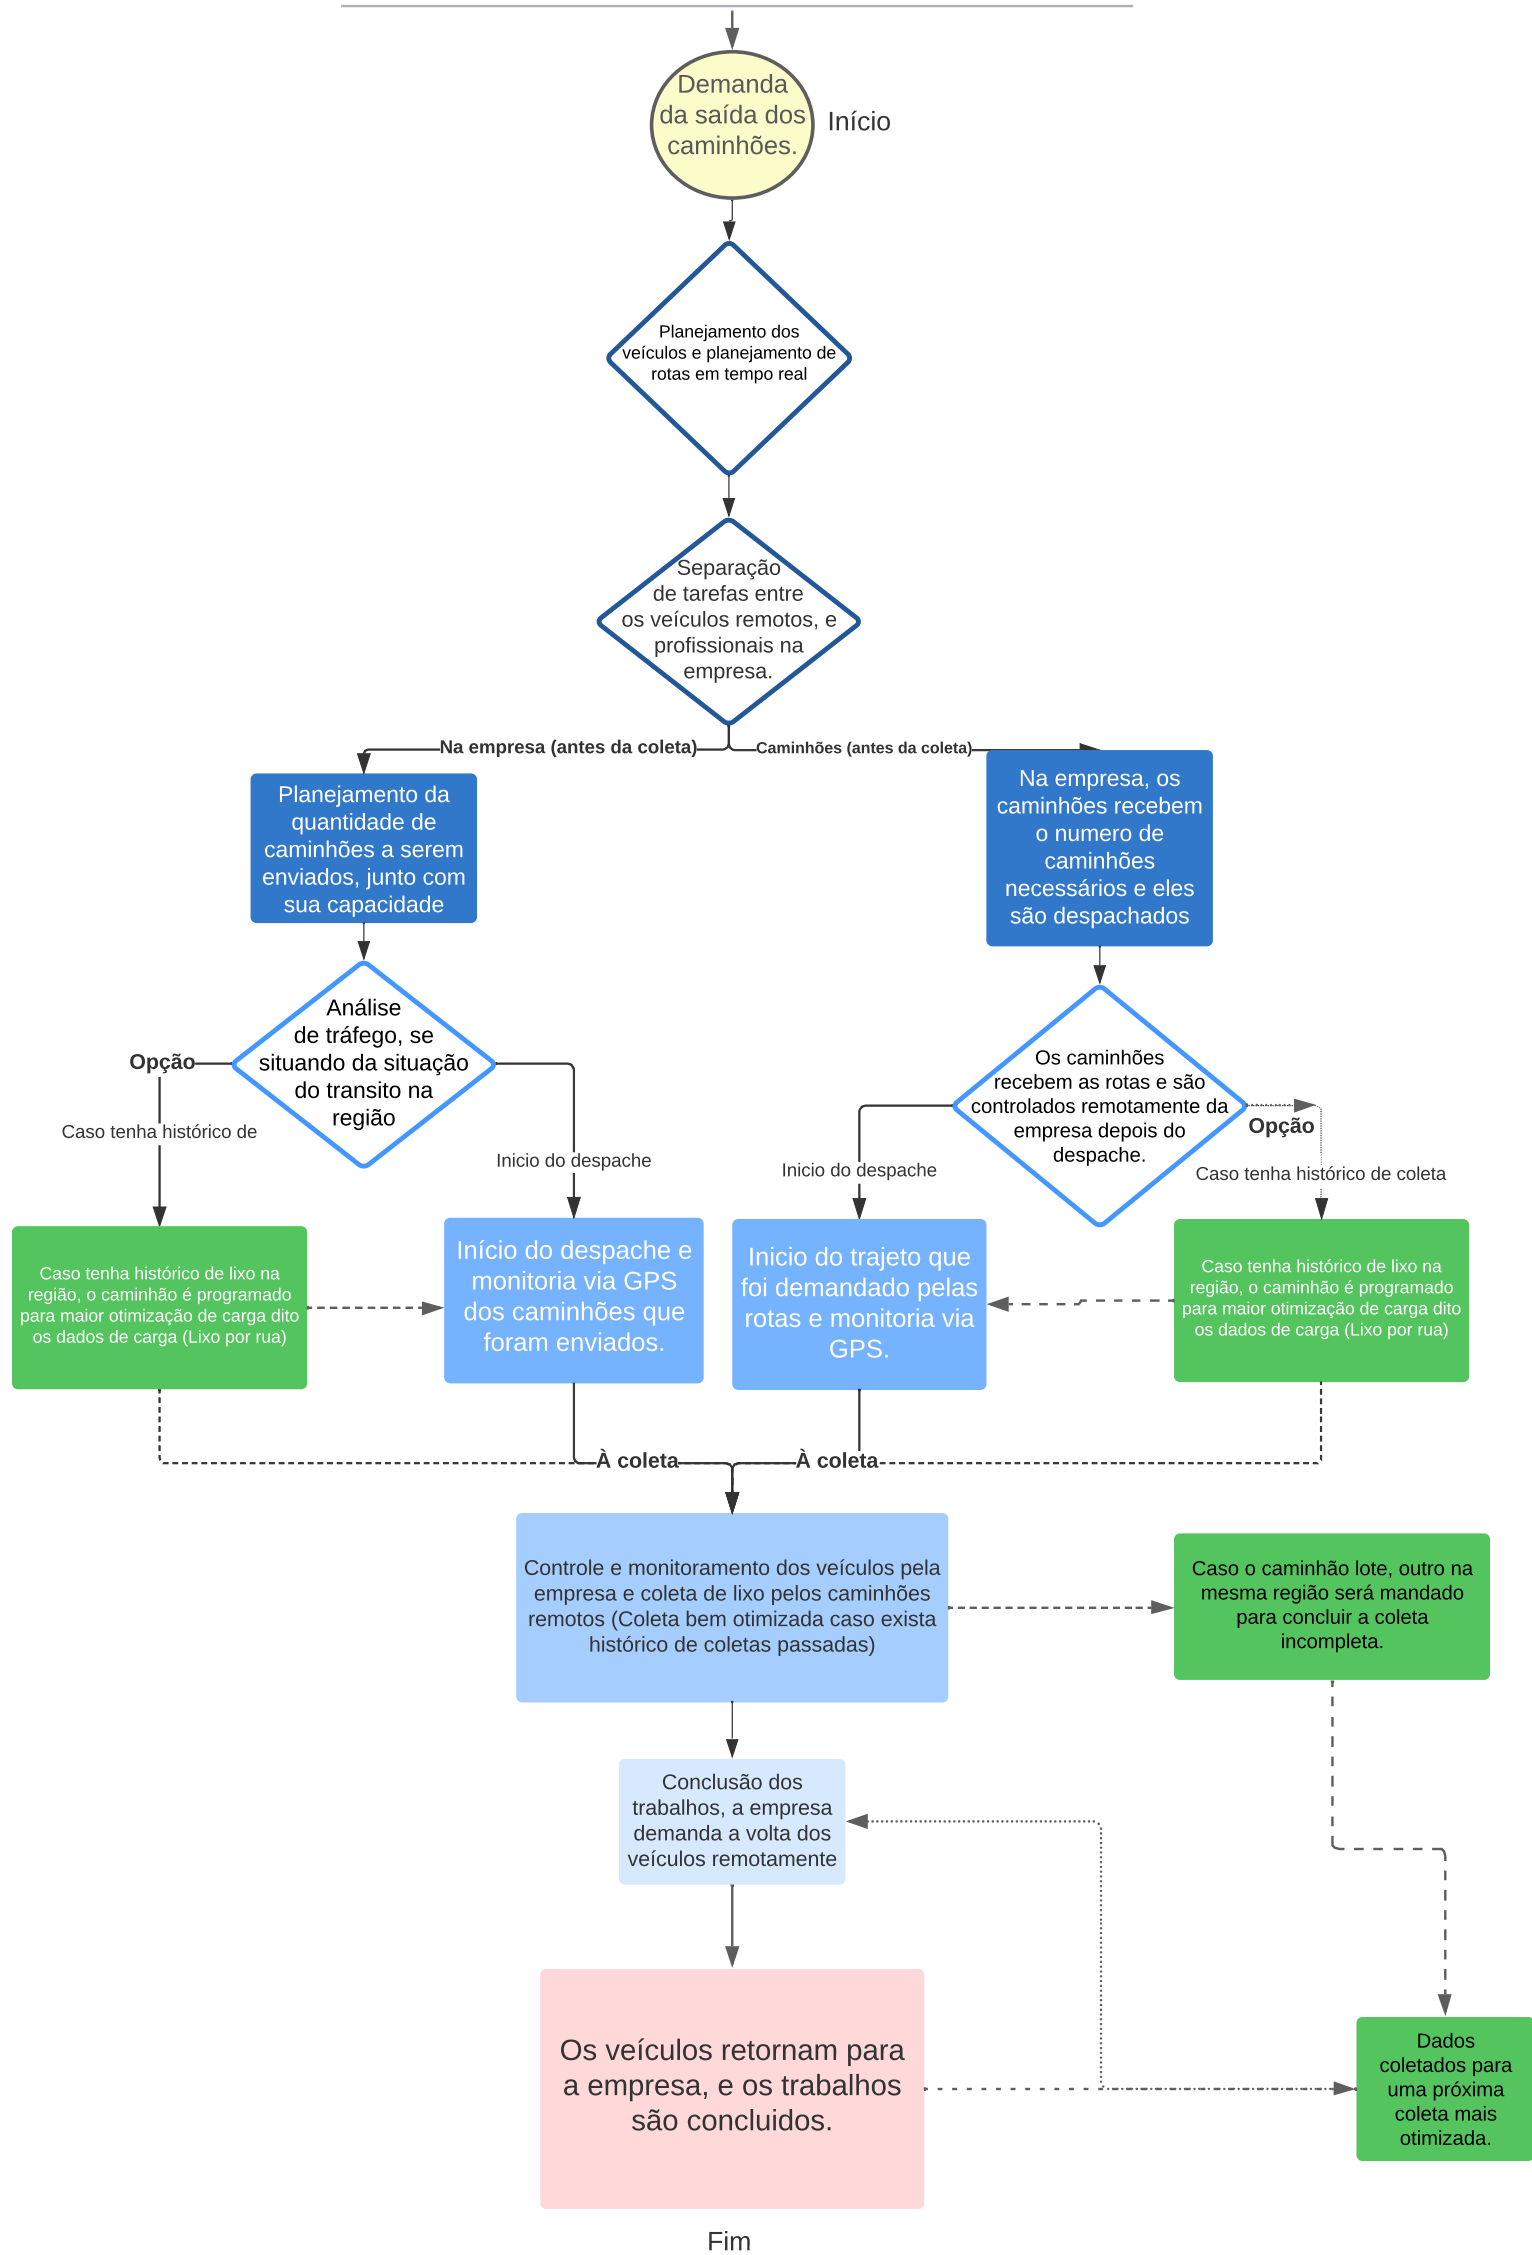 Demanda
da saída dos
caminhões.
Início
Planejamento dos
veículos e planejamento de
rotas em tempo real
Separação
de tarefas entre
os veículos remotos, e
profissionais na
empresa.
Na empresa (antes da coleta)
Caminhões (antes da coleta)
Planejamento da
quantidade de
caminhões a serem
enviados, junto com
sua capacidade
Na empresa, os
caminhões recebem
o numero de
caminhões
necessários e eles
são despachados
Análise
de tráfego, se
situando da situação
do transito na
região
Opção
Caso tenha histórico de
Inicio do despache
Os caminhões
recebem as rotas e são
controlados remotamente da
empresa depois do
despache.
Inicio do despache
Opção
Caso tenha histórico de coleta
Caso tenha histórico de lixo na
região, o caminhão é programado
para maior otimização de carga dito
os dados de carga (Lixo por rua)
Início do despache e
monitoria via GPS
dos caminhões que
foram enviados.
Inicio do trajeto que
foi demandado pelas
rotas e monitoria via
GPS.
Caso tenha histórico de lixo na
região, o caminhão é programado
para maior otimização de carga dito
os dados de carga (Lixo por rua)
À coleta
À coleta
Controle e monitoramento dos veículos pela
empresa e coleta de lixo pelos caminhões
remotos (Coleta bem otimizada caso exista
histórico de coletas passadas)
Caso o caminhão lote, outro na
mesma região será mandado
para concluir a coleta
incompleta.
Conclusão dos
trabalhos, a empresa
demanda a volta dos
veículos remotamente
Os veículos retornam para
a empresa, e os trabalhos
são concluidos.
Dados
coletados para
uma próxima
coleta mais
otimizada.
Fim